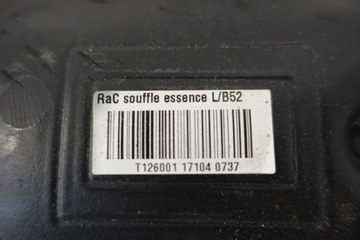 RaC souffle essence L/B52
T126001 17104 0737